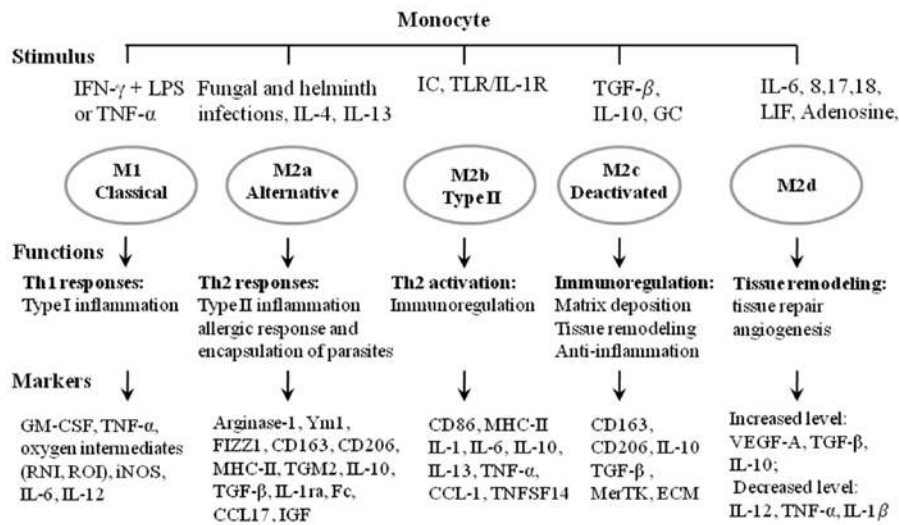 Monocyte
Stimulus
IFN-γ + LPS
or TNF-α
Fungal and helminth
infections, IL-4, IL-13
IC, TLR/IL-1R
TGF-β,
IL-10, GC
IL-6, 8,17,18,
LIF, Adenosine,
M1
Classical
M2a
Alternative
M2b
Type II
M2c
Deactivated
M2d
Functions
Th1 responses:
Type I inflammation
Th2 responses:
Type II inflammation
allergic response and
encapsulation of parasites
Th2 activation:
Immunoregulation
Immunoregulation:
Matrix deposition
Tissue remodeling
Anti-inflammation
Tissue remodeling:
tissue repair
angiogenesis
Markers
GM-CSF, TNF-α,
oxygen intermediates
(RNI, ROI), iNOS,
IL-6, IL-12
Arginase-1, Ym1,
FIZZ1, CD163, CD206,
MHC-II, TGM2, IL-10,
TGF-β, IL-1ra, Fc,
CCL17, IGF
CD86, MHC-II
IL-1, IL-6, IL-10,
IL-13, TNF-α,
CCL-1, TNFSF14
CD163,
CD206, IL-10
TGF-β ,
MerTK, ECM
Increased level:
VEGF-A, TGF-β,
IL-10;
Decreased level:
IL-12, TNF-α, IL-1β